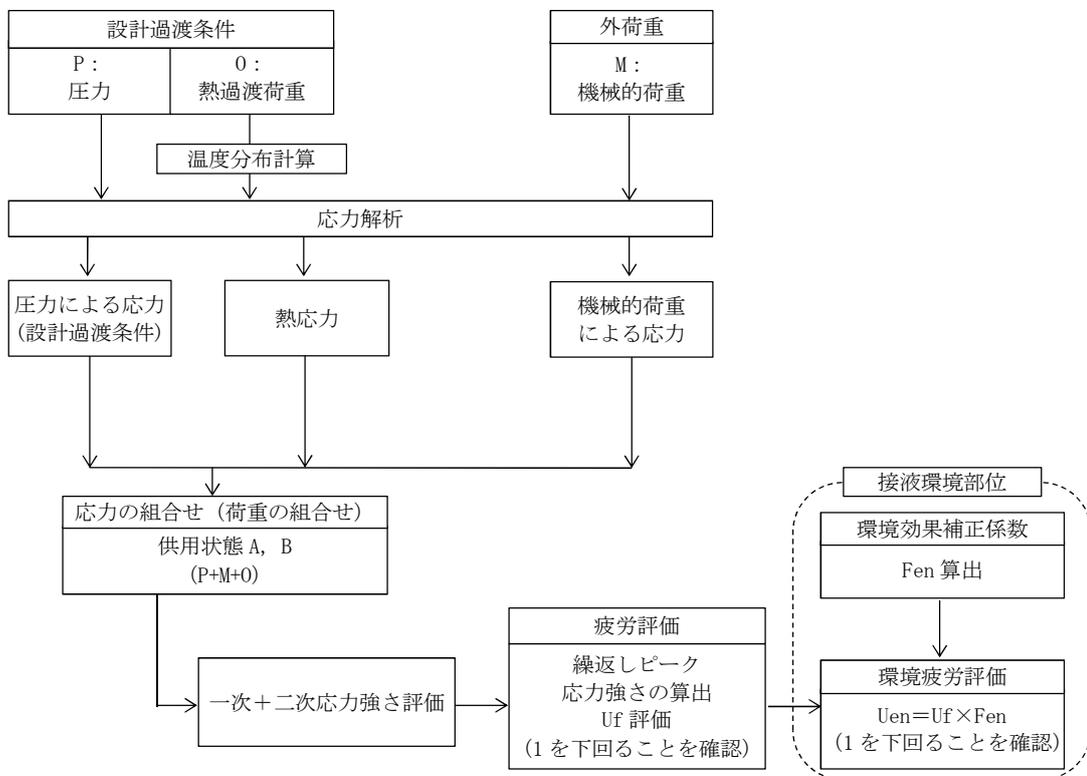 設計過渡条件
P：
圧力
O：
熱過渡荷重
外荷重
M：
機械的荷重
温度分布計算
応力解析
圧力による応力
(設計過渡条件)
熱応力
機械的荷重
による応力
応力の組合せ（荷重の組合せ）
供用状態 A, B
(P+M+O)
一次＋二次応力強さ評価
疲労評価
繰返しピーク
応力強さの算出
Uf 評価
(1 を下回ることを確認)
接液環境部位
環境効果補正係数
Fen 算出
環境疲労評価
Uen＝Uf×Fen
(1 を下回ることを確認)